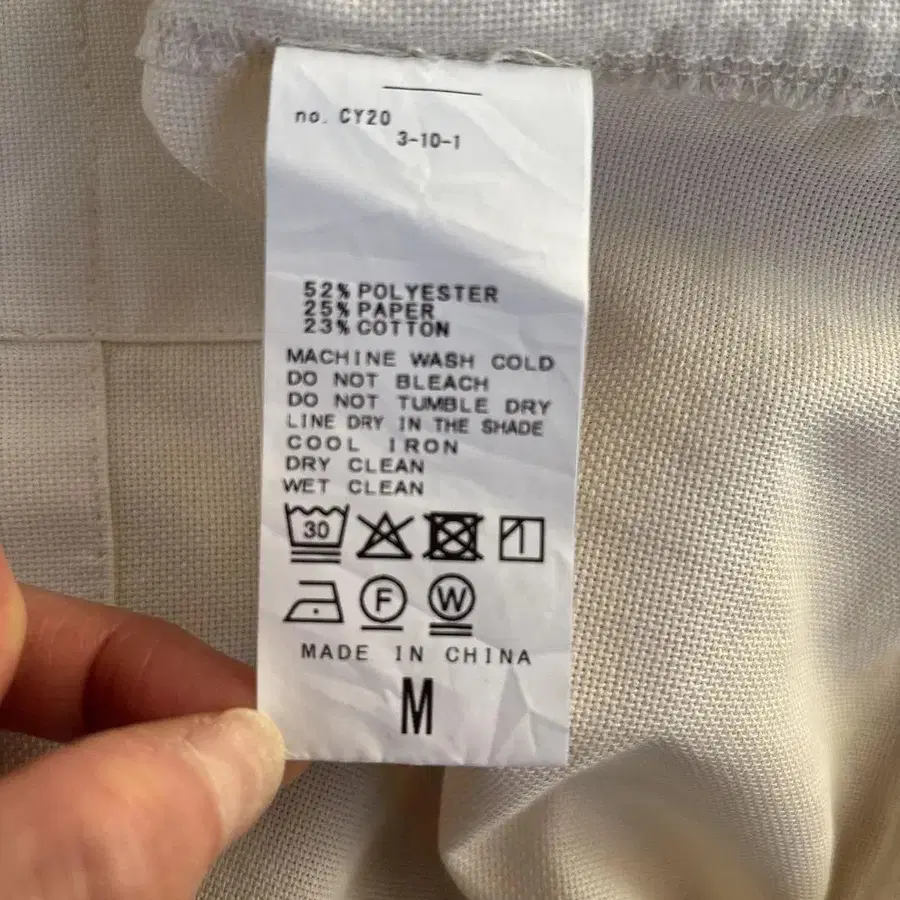 no. CY20
3-10-1
52% POLYESTER
25% PAPER
23% COTTON
MACHINE WASH COLD
DO NOT BLEACH
DO NOT TUMBLE DRY
LINE DRY IN THE SHADE
COOL IRON
DRY CLEAN
WET CLEAN
30
F W
MADE IN CHINA
M